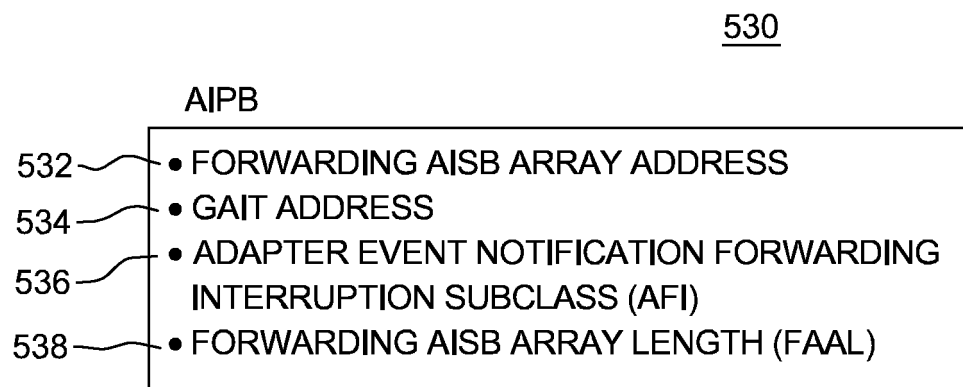 530
AIPB
532 • FORWARDING AISB ARRAY ADDRESS
534 • GAIT ADDRESS
536 • ADAPTER EVENT NOTIFICATION FORWARDING
INTERRUPTION SUBCLASS (AFI)
538 • FORWARDING AISB ARRAY LENGTH (FAAL)